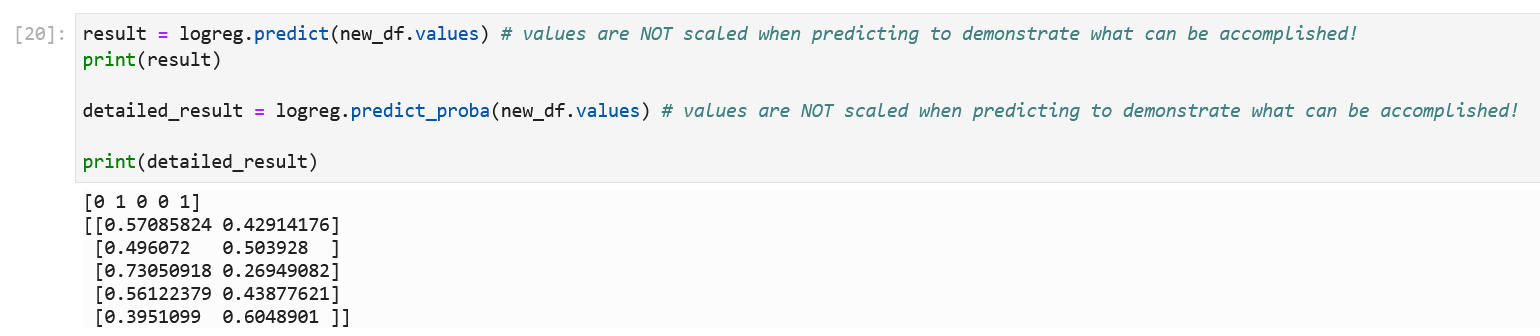 [20]: result = logreg.predict(new_df.values) # values are NOT scaled when predicting to demonstrate what can be accomplished!
print(result)
detailed_result = logreg.predict_proba(new_df.values) # values are NOT scaled when predicting to demonstrate what can be accomplished!
print(detailed_result)
[0 1 0 0 1]
[[0.57085824 0.42914176]
 [0.496072   0.503928  ]
 [0.73050918 0.26949082]
 [0.56122379 0.43877621]
 [0.3951099  0.6048901 ]]